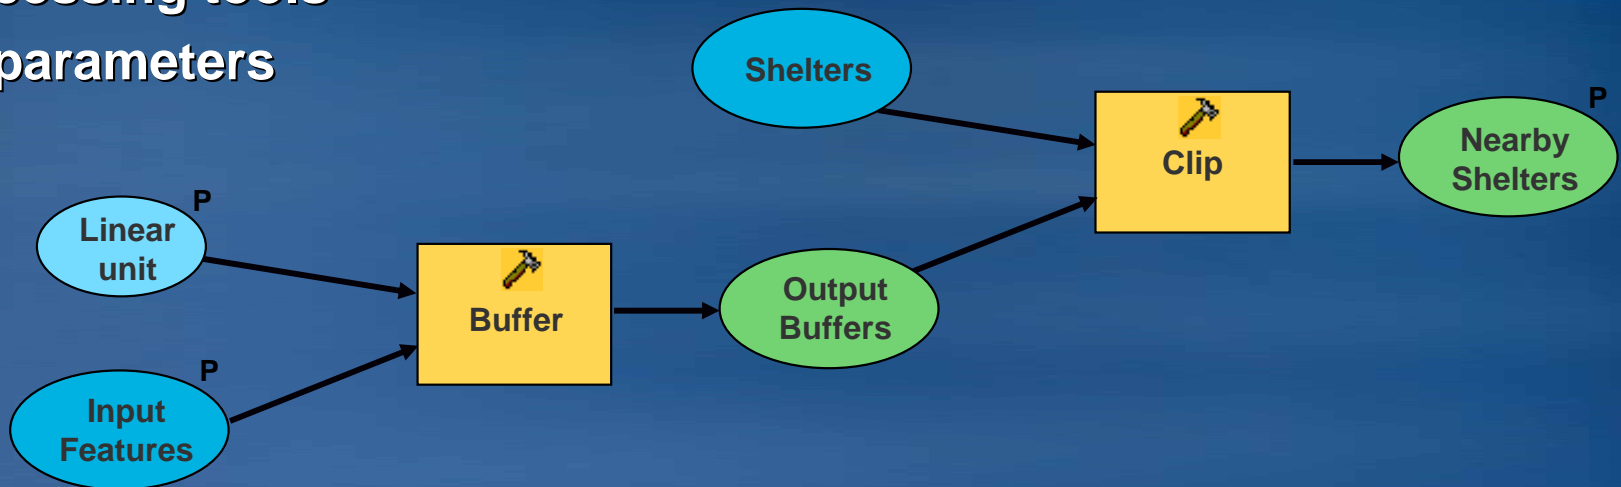 parameters
Shelters
P
Clip
Nearby
Shelters
P
Linear
unit
Buffer
Output
Buffers
P
Input
Features